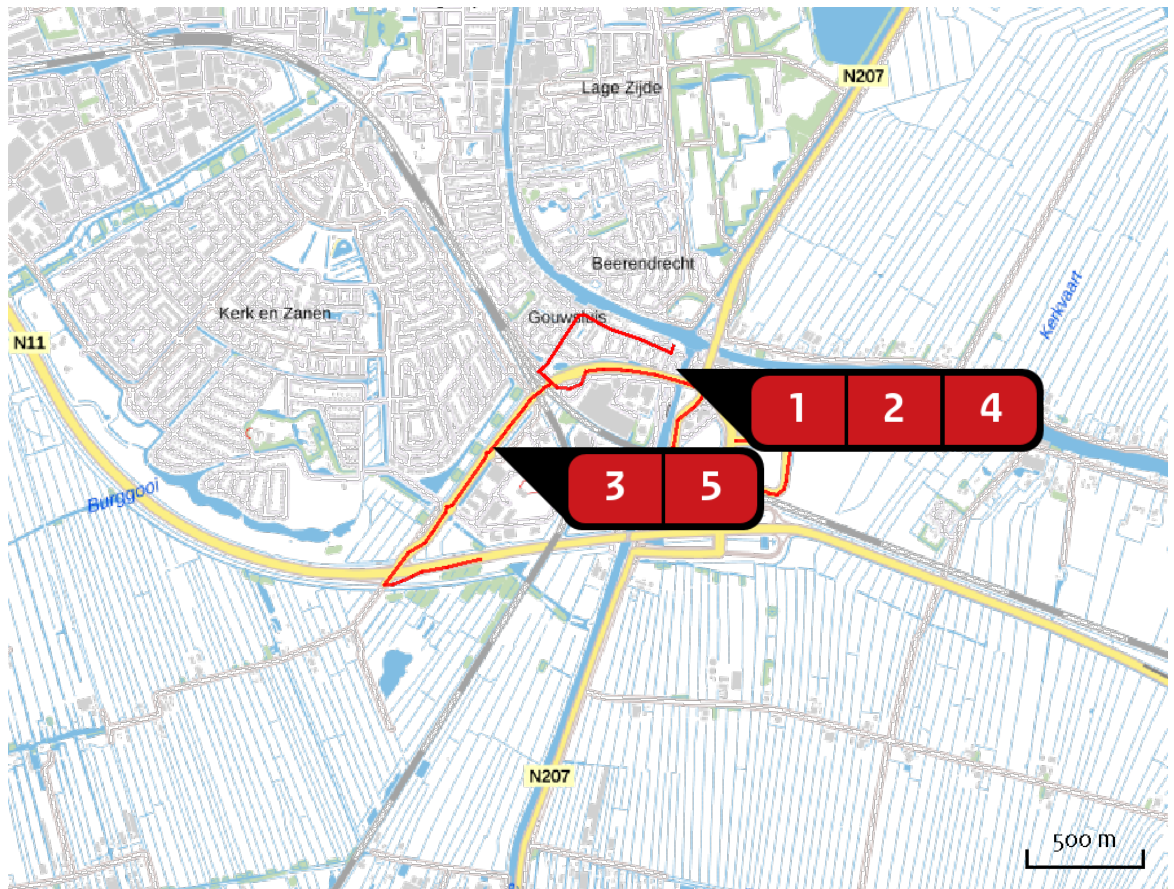 N207
Lage Zijde
Beerendrecht
Kerkvaart
Kerk en Zanen
Gouwsluis
N11
1 2 4
3 5
Burggooi
N207
500 m